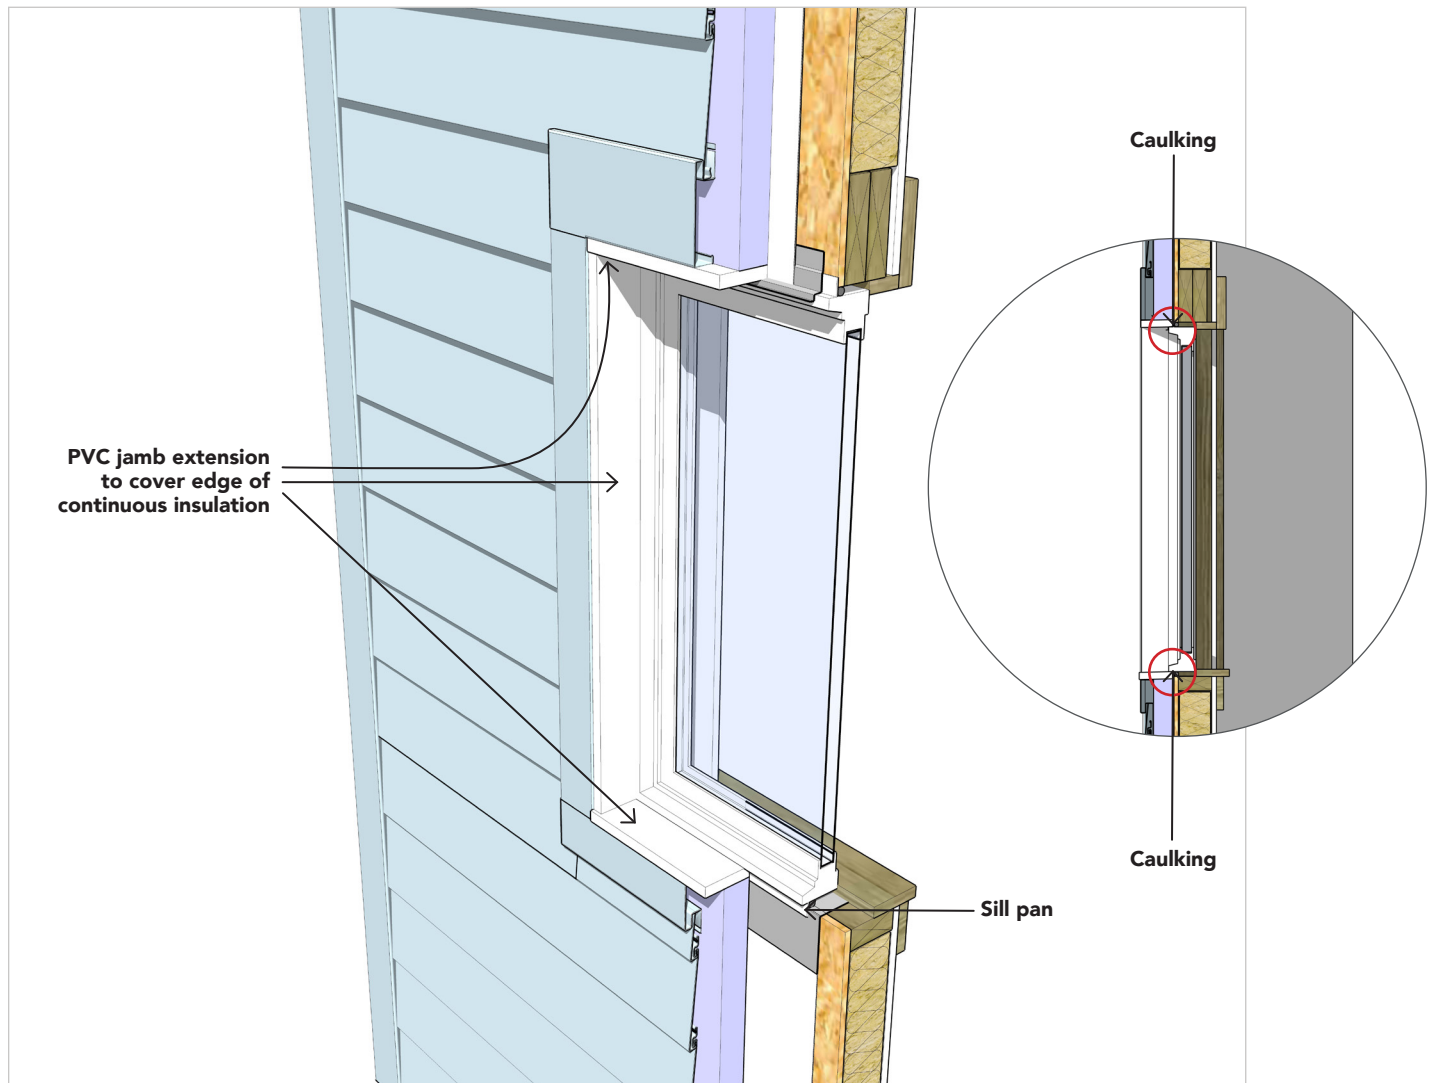 Caulking
PVC jamb extension
to cover edge of
continuous insulation
Caulking
Sill pan